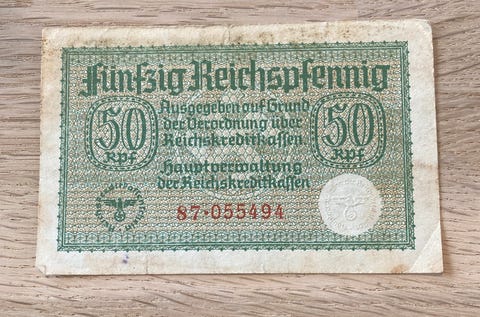 Fünfzig Reichspfennig
50
Rpf
Ausgegeben auf Grund
der Verordnung über
Reichskreditkassen
Hauptverwaltung
der Reichskreditkassen
50
Rpf
87·055494